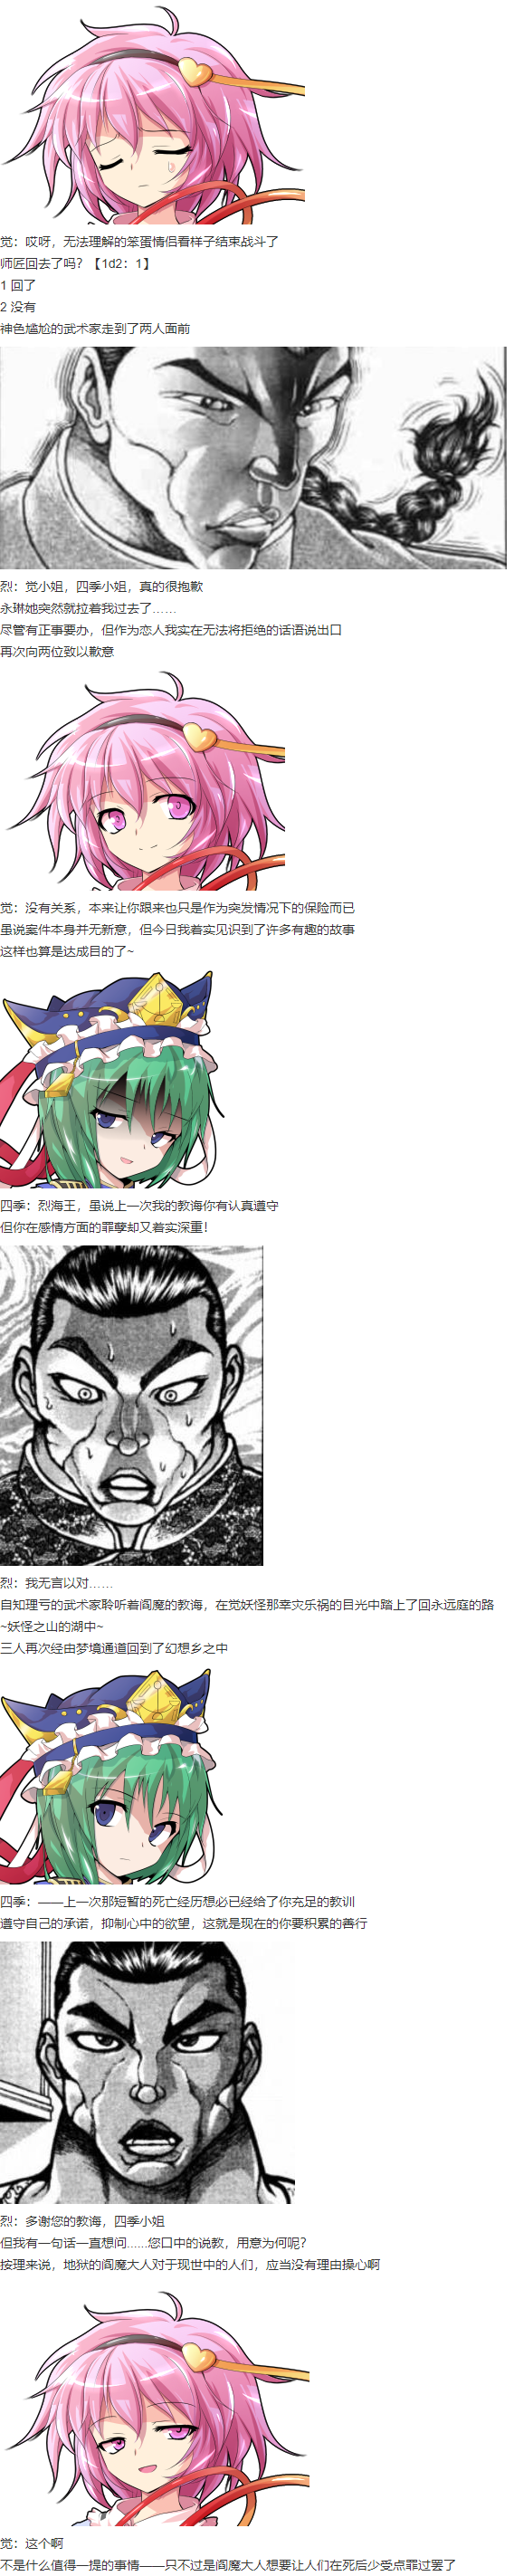 觉：哎呀，无法理解的笨蛋情侣看样子结束战斗了
师匠回去了吗？【1d2：1】
1 回了
2 没有
神色尴尬的武术家走到了两人面前
烈：觉小姐，四季小姐，真的很抱歉
永琳她突然就拉着我过去了……
尽管有正事要办，但作为恋人我实在无法将拒绝的话语说出口
再次向两位致以歉意
觉：没有关系，本来让你跟来也只是作为突发情况下的保险而已
虽说案件本身并无新意，但今日我着实见识到了许多有趣的故事
这样也算是达成目的了~
四季：烈海王，虽说上一次我的教诲你有认真遵守
但你在感情方面的罪孽却又着实深重！
烈：我无言以对……
自知理亏的武术家聆听着阎魔的教诲，在觉妖怪那幸灾乐祸的目光中踏上了回永远庭的路
~妖怪之山的湖中~
三人再次经由梦境通道回到了幻想乡之中
四季：——上一次那短暂的死亡经历想必已经给了你充足的教训
遵守自己的承诺，抑制心中的欲望，这就是现在的你要积累的善行
烈：多谢您的教诲，四季小姐
但我有一句话一直想问......您口中的说教，用意为何呢？
按理来说，地狱的阎魔大人对于现世中的人们，应当没有理由操心啊
觉：这个啊
不是什么值得一提的事情——只不过是阎魔大人想要让人们在死后少受点罪过罢了